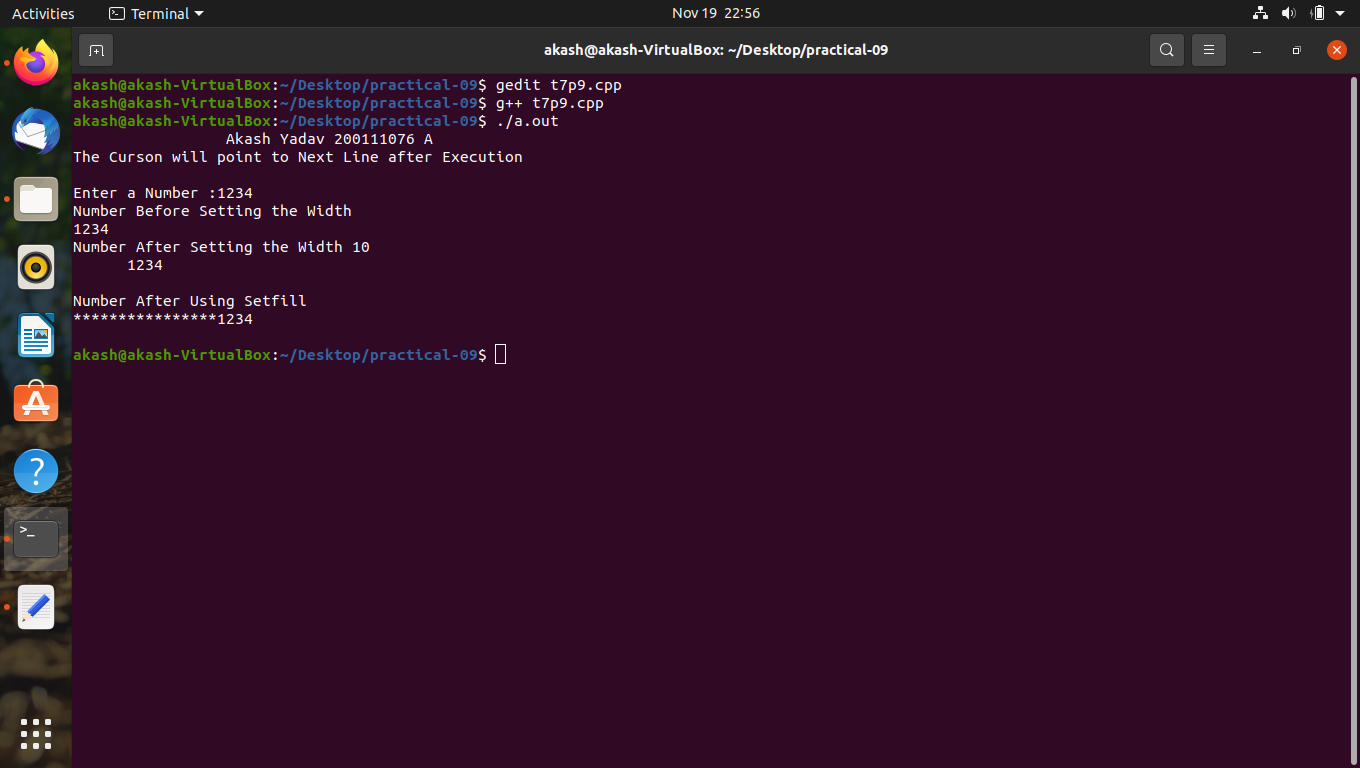 Activities Terminal Nov 19 22:56
akash@akash-VirtualBox: ~/Desktop/practical-09
akash@akash-VirtualBox:~/Desktop/practical-09$ gedit t7p9.cpp
akash@akash-VirtualBox:~/Desktop/practical-09$ g++ t7p9.cpp
akash@akash-VirtualBox:~/Desktop/practical-09$ ./a.out
Akash Yadav 200111076 A
The Curson will point to Next Line after Execution
Enter a Number :1234
Number Before Setting the Width
1234
Number After Setting the Width 10
1234
Number After Using Setfill
****************1234
akash@akash-VirtualBox:~/Desktop/practical-09$